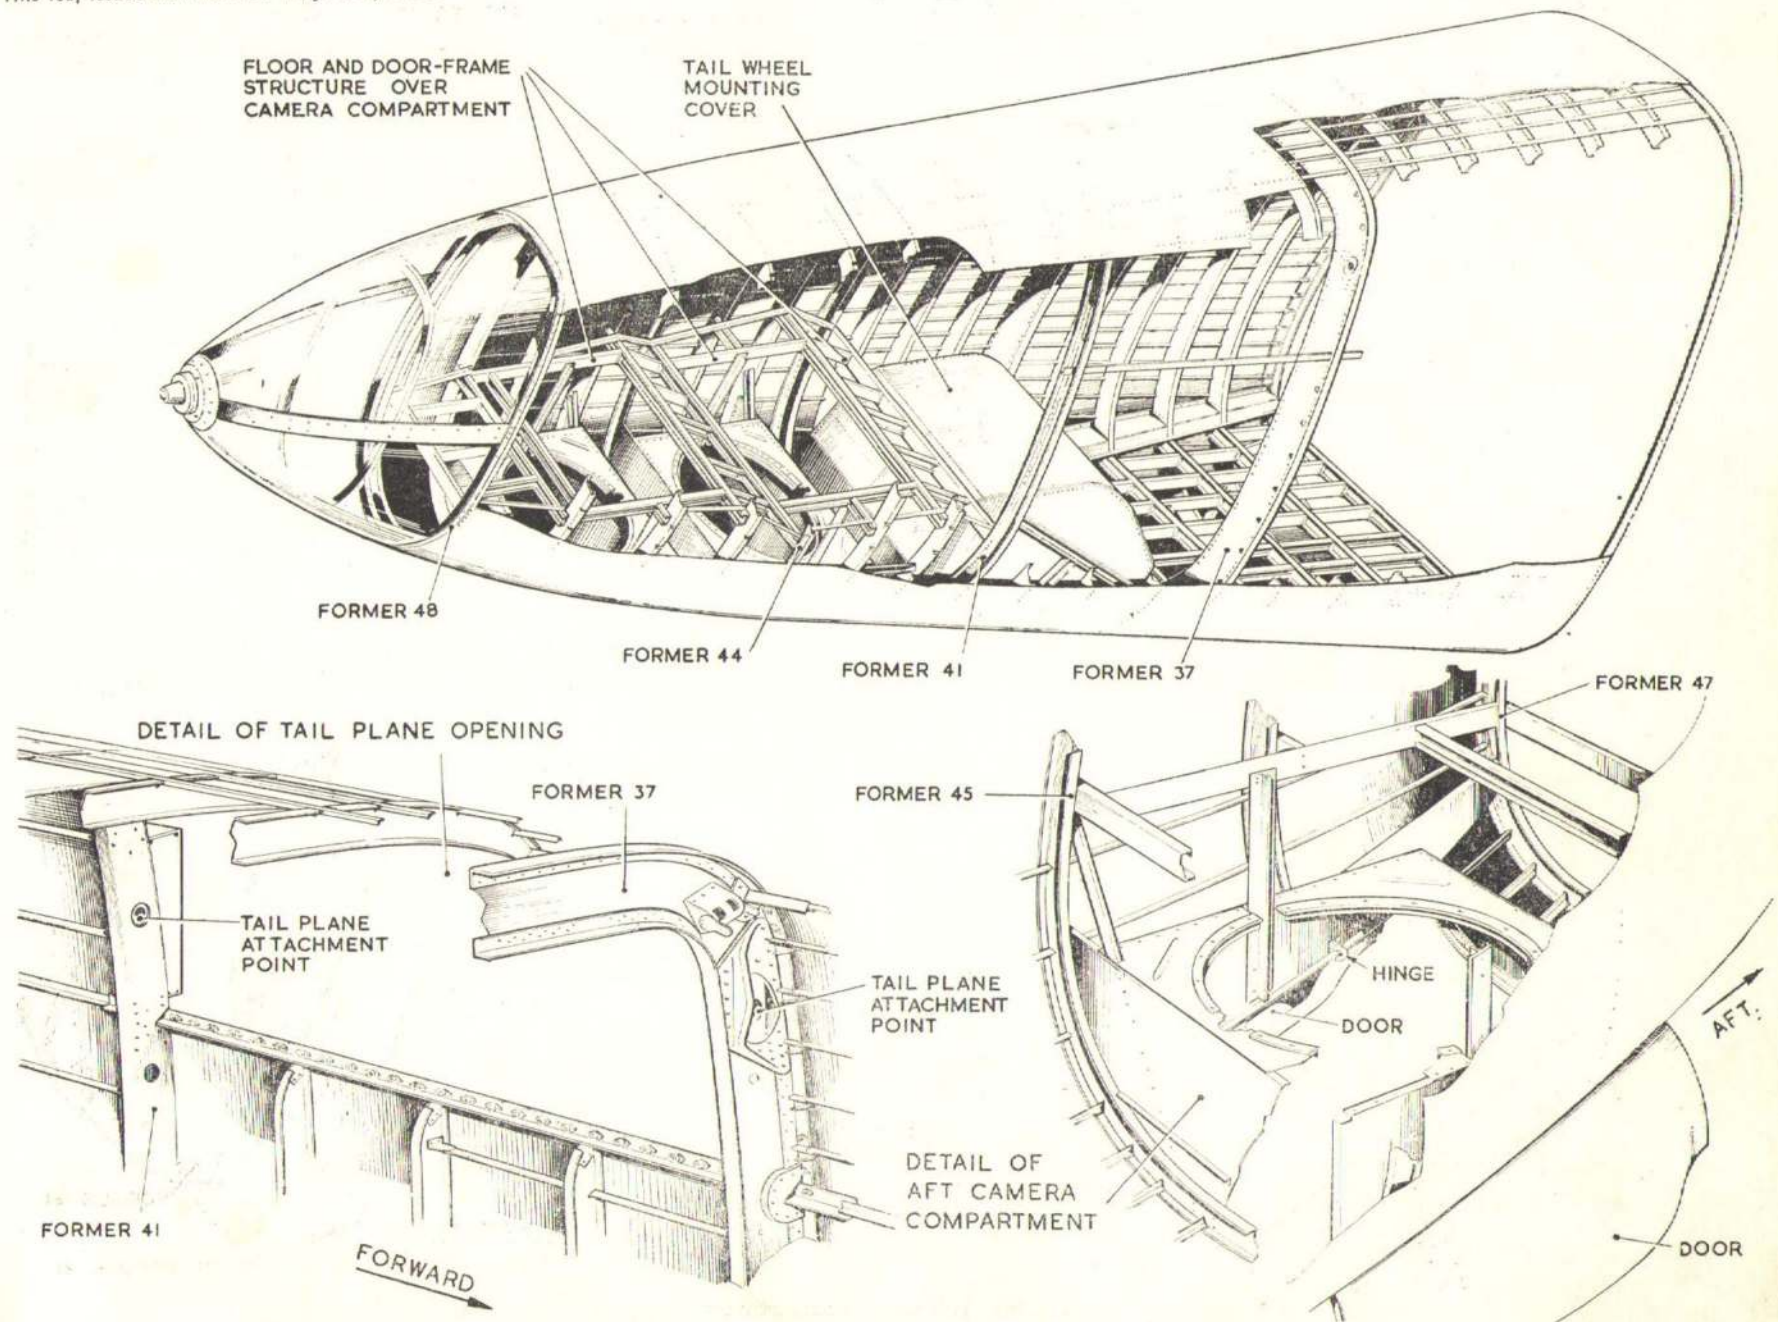 FLOOR AND DOOR-FRAME
STRUCTURE OVER
CAMERA COMPARTMENT
TAIL WHEEL
MOUNTING
COVER
FORMER 48
FORMER 44
FORMER 41
FORMER 37
FORMER 47
DETAIL OF TAIL PLANE OPENING
FORMER 37
FORMER 45
TAIL PLANE
ATTACHMENT
POINT
TAIL PLANE
ATTACHMENT
POINT
HINGE
DOOR
AFT.
DETAIL OF
AFT CAMERA
COMPARTMENT
FORMER 41
FORWARD
DOOR